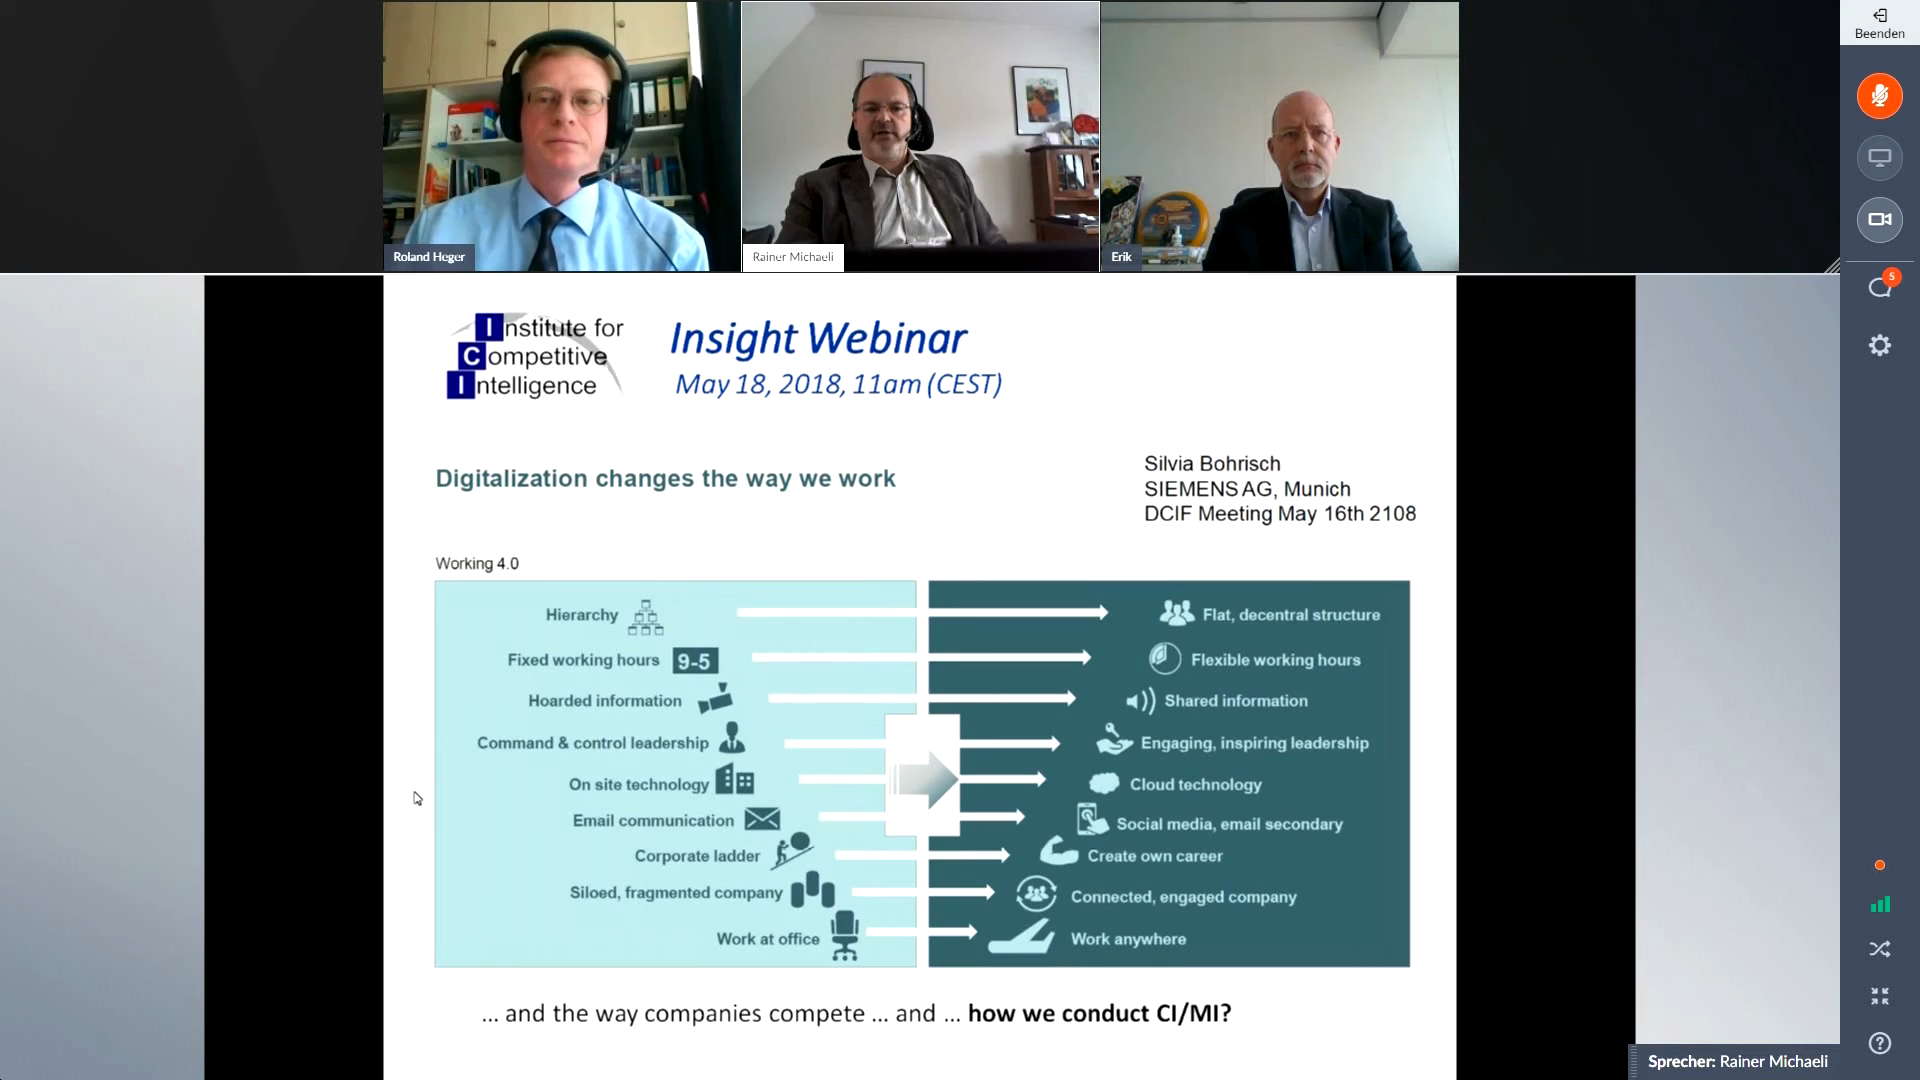 Beenden
Roland Heger
Rainer Michaeli
Erik
5
Institute for
Competitive
Intelligence
Insight Webinar
May 18, 2018, 11am (CEST)
Digitalization changes the way we work
Silvia Bohrisch
SIEMENS AG, Munich
DCIF Meeting May 16th 2108
Working 4.0
Hierarchy
Flat, decentral structure
Fixed working hours 9-5
Flexible working hours
Hoarded information
Shared information
Command & control leadership
Engaging, inspiring leadership
On site technology
Cloud technology
Email communication
Social media, email secondary
Corporate ladder
Create own career
Siloed, fragmented company
Connected, engaged company
Work at office
Work anywhere
... and the way companies compete ... and ... how we conduct CI/MI?
Sprecher: Rainer Michaeli